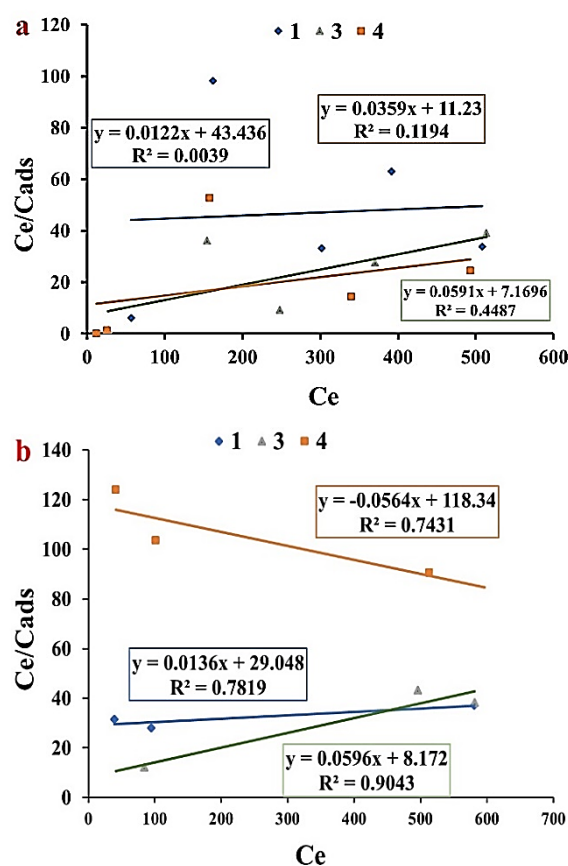 a
1 3 4
120
100
80
60
40
20
0
Ce/Cads
y = 0.0122x + 43.436
R² = 0.0039
y = 0.0359x + 11.23
R² = 0.1194
y = 0.0591x + 7.1696
R² = 0.4487
0 100 200 300 400 500 600
Ce
b
1 3 4
140
120
100
80
60
40
20
0
Ce/Cads
y = -0.0564x + 118.34
R² = 0.7431
y = 0.0136x + 29.048
R² = 0.7819
y = 0.0596x + 8.172
R² = 0.9043
0 100 200 300 400 500 600 700
Ce